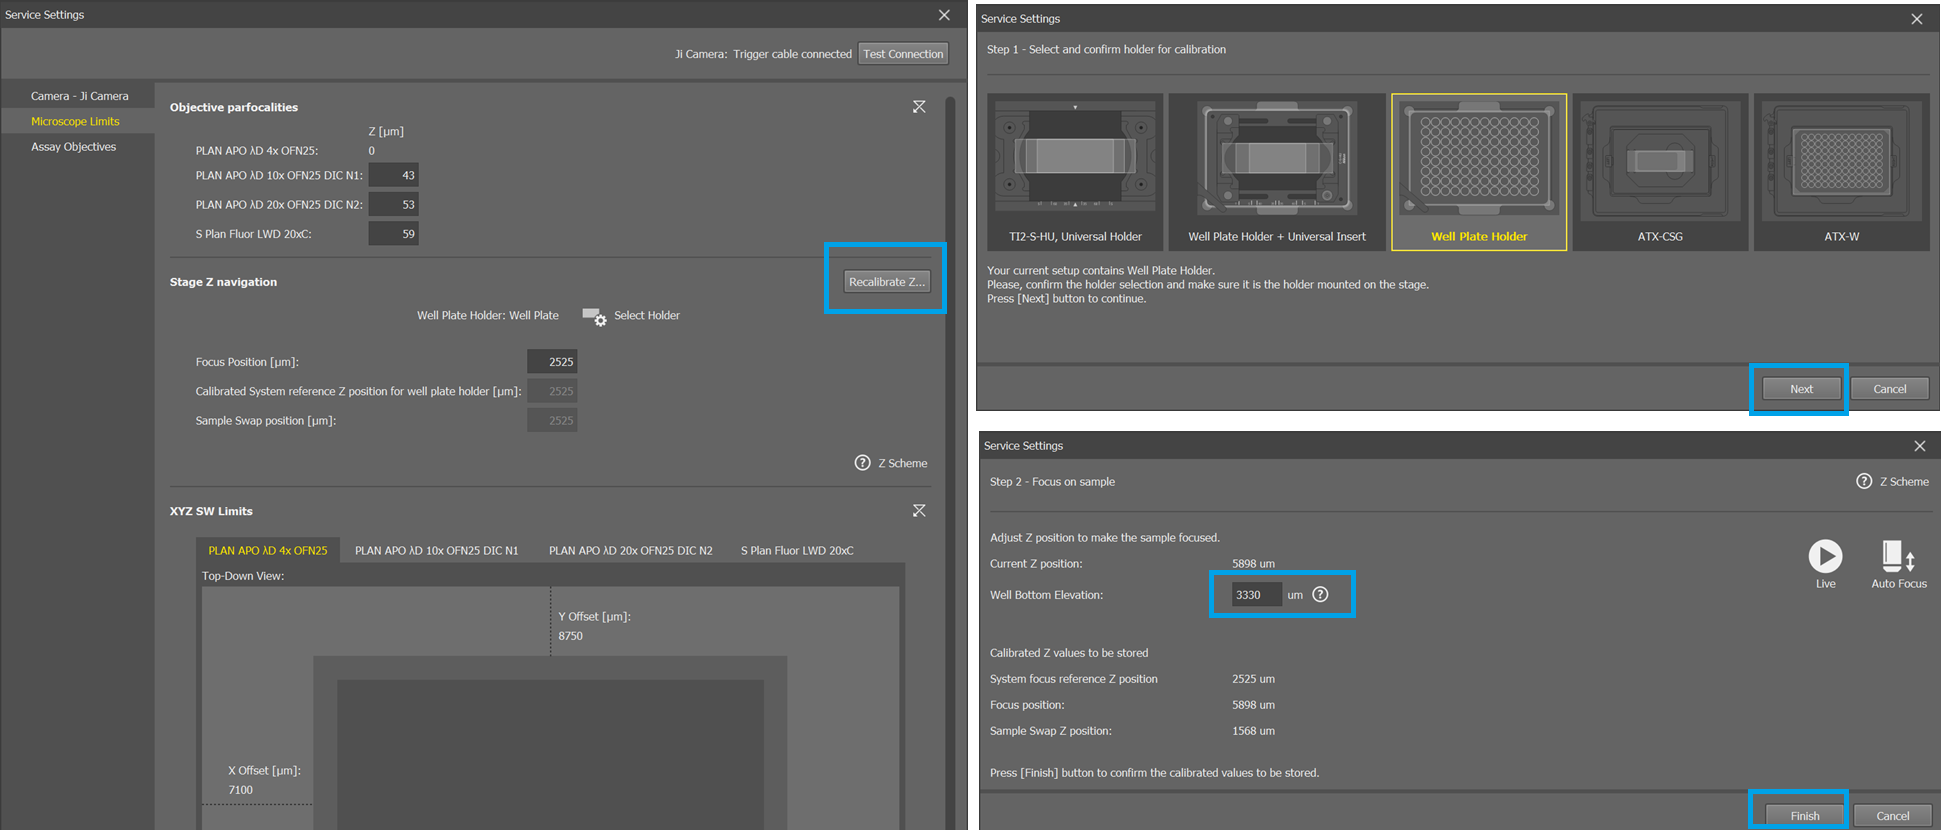 Service Settings
Ji Camera: Trigger cable connected
Test Connection
Camera - Ji Camera
Microscope Limits
Assay Objectives
Objective parfocalities
Z [µm]
PLAN APO λD 4x OFN25: 0
PLAN APO λD 10x OFN25 DIC N1: 43
PLAN APO λD 20x OFN25 DIC N2: 53
S Plan Fluor LWD 20xC: 59
Stage Z navigation
Recalibrate Z...
Well Plate Holder: Well Plate
Select Holder
Focus Position [µm]: 2525
Calibrated System reference Z position for well plate holder [µm]: 2525
Sample Swap position [µm]: 2525
? Z Scheme
XYZ SW Limits
PLAN APO λD 4x OFN25 PLAN APO λD 10x OFN25 DIC N1 PLAN APO λD 20x OFN25 DIC N2 S Plan Fluor LWD 20xC
Top-Down View:
Y Offset [µm]:
8750
X Offset [µm]:
7100
Service Settings
Step 1 - Select and confirm holder for calibration
TI2-S-HU, Universal Holder
Well Plate Holder + Universal Insert
Well Plate Holder
ATX-CSG
ATX-W
Your current setup contains Well Plate Holder.
Please, confirm the holder selection and make sure it is the holder mounted on the stage.
Press [Next] button to continue.
Next
Cancel
Service Settings
Step 2 - Focus on sample
? Z Scheme
Adjust Z position to make the sample focused.
Current Z position: 5898 um
Well Bottom Elevation: 3330 um ?
Live
Auto Focus
Calibrated Z values to be stored
System focus reference Z position 2525 um
Focus position: 5898 um
Sample Swap Z position: 1568 um
Press [Finish] button to confirm the calibrated values to be stored.
Finish
Cancel